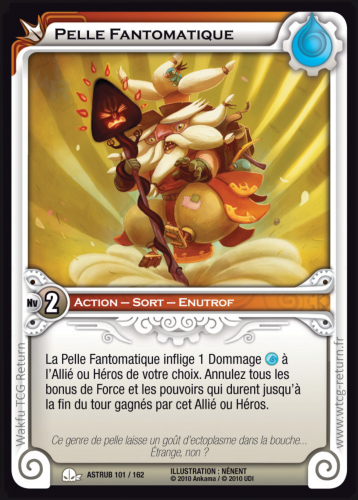 PELLE FANTOMATIQUE
Nv 2 ACTION – SORT – ENUTROF
La Pelle Fantomatique inflige 1 Dommage à
l'Allié ou Héros de votre choix. Annulez tous les
bonus de Force et les pouvoirs qui durent jusqu'à
la fin du tour gagnés par cet Allié ou Héros.
Ce genre de pelle laisse un goût d'ectoplasme dans la bouche...
Étrange, non ?
ASTRUB 101 / 162
ILLUSTRATION : NÉNENT
© 2010 Ankama / © 2010 UDI
Wakfu TCG Return
www.wtcg-return.fr